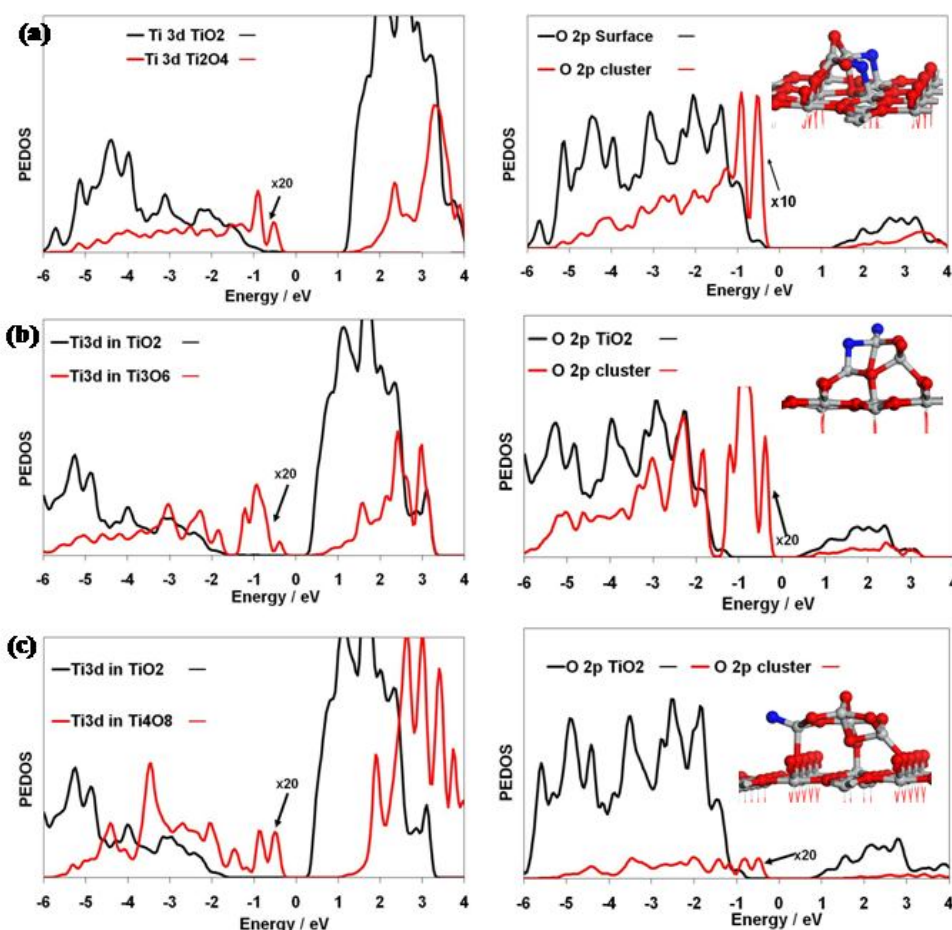 (a)
Ti 3d TiO2
Ti 3d Ti2O4
PEDOS
x20
-6 -5 -4 -3 -2 -1 0 1 2 3 4
Energy / eV
O 2p Surface
O 2p cluster
PEDOS
x10
-6 -5 -4 -3 -2 -1 0 1 2 3 4
Energy / eV
(b)
Ti3d in TiO2
Ti3d in Ti3O6
PEDOS
x20
-6 -5 -4 -3 -2 -1 0 1 2 3 4
Energy / eV
O 2p TiO2
O 2p cluster
PEDOS
x20
-6 -5 -4 -3 -2 -1 0 1 2 3 4
Energy / eV
(c)
Ti3d in TiO2
Ti3d in Ti4O8
PEDOS
x20
-6 -5 -4 -3 -2 -1 0 1 2 3 4
Energy / eV
O 2p TiO2 O 2p cluster
PEDOS
x20
-6 -5 -4 -3 -2 -1 0 1 2 3 4
Energy / eV